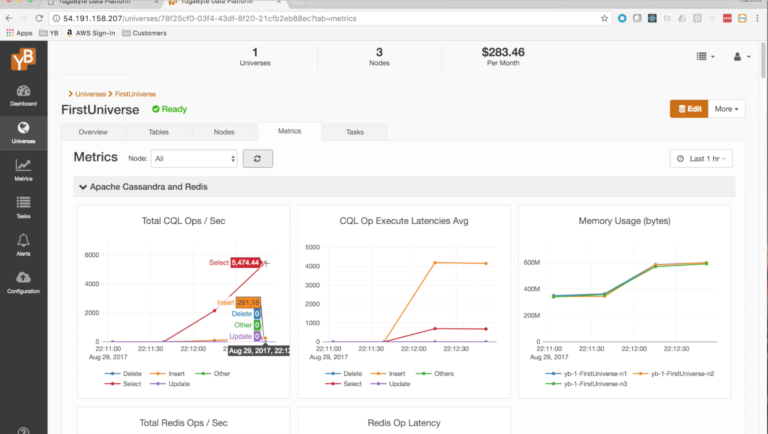 YugaByte Data Platform
YugaByte Data Platform
54.191.158.207/universes/78f25cf0-03f4-43df-8f20-21cfb2eb88ec?tab=metrics
Apps YB AWS Sign-In Customers
YB
1 3 $283.46
Universes Nodes Per Month
Dashboard
Universes
Metrics
Tasks
Alerts
Configuration
Universes FirstUniverse
FirstUniverse Ready
Edit More
Overview Tables Nodes Metrics Tasks
Metrics Node: All Last 1 hr
Apache Cassandra and Redis
Total CQL Ops / Sec
6000
4000
2000
0
Select 5,474.44
Insert 261.18
Delete 0
Other 0
Update 0
Aug 29, 2017, 22:12
22:11:00 22:11:30 22:12:00
Aug 29, 2017
Delete Insert Other
Select Update
CQL Op Execute Latencies Avg
5000
4000
3000
2000
1000
0
22:11:00 22:11:30 22:12:00 22:12:30
Aug 29, 2017
Delete Insert Others
Select Update
Memory Usage (bytes)
600M
400M
200M
22:11:00 22:11:30 22:12:00 22:12:30
Aug 29, 2017
yb-1-FirstUniverse-n1 yb-1-FirstUniverse-n2
yb-1-FirstUniverse-n3
Total Redis Ops / Sec
Redis Op Latency